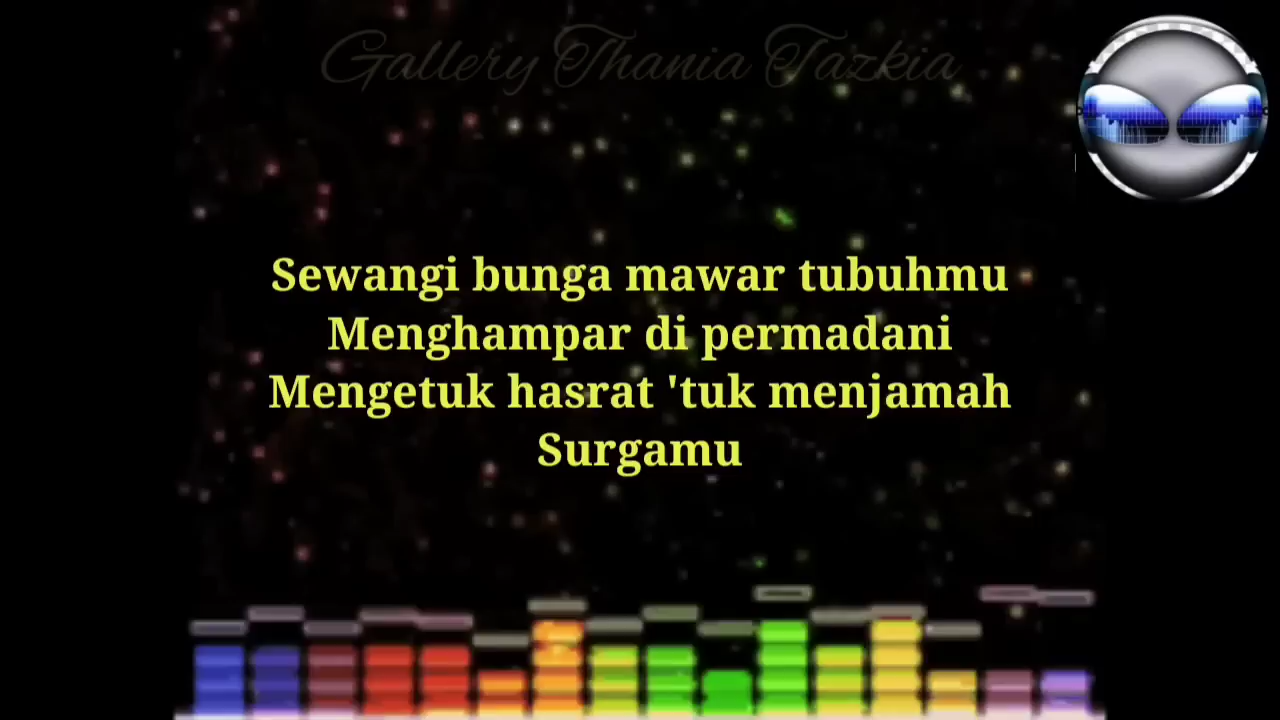 Gallery Thania Tazkia
Sewangi bunga mawar tubuhmu
Menghampar di permadani
Mengetuk hasrat 'tuk menjamah
Surgamu